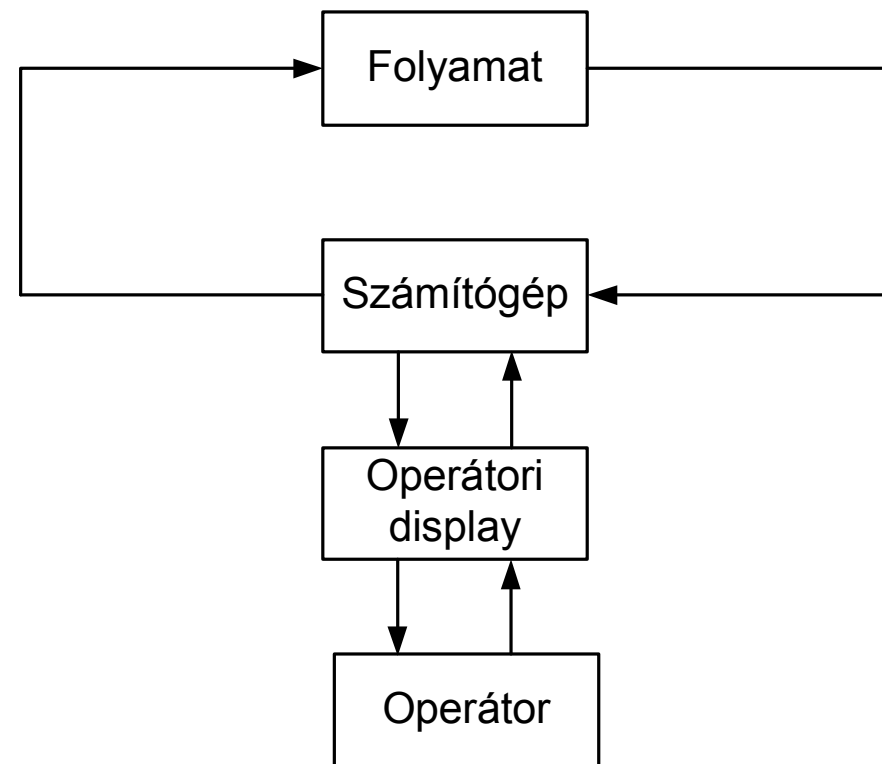 Folyamat
Számítógép
Operátori
display
Operátor